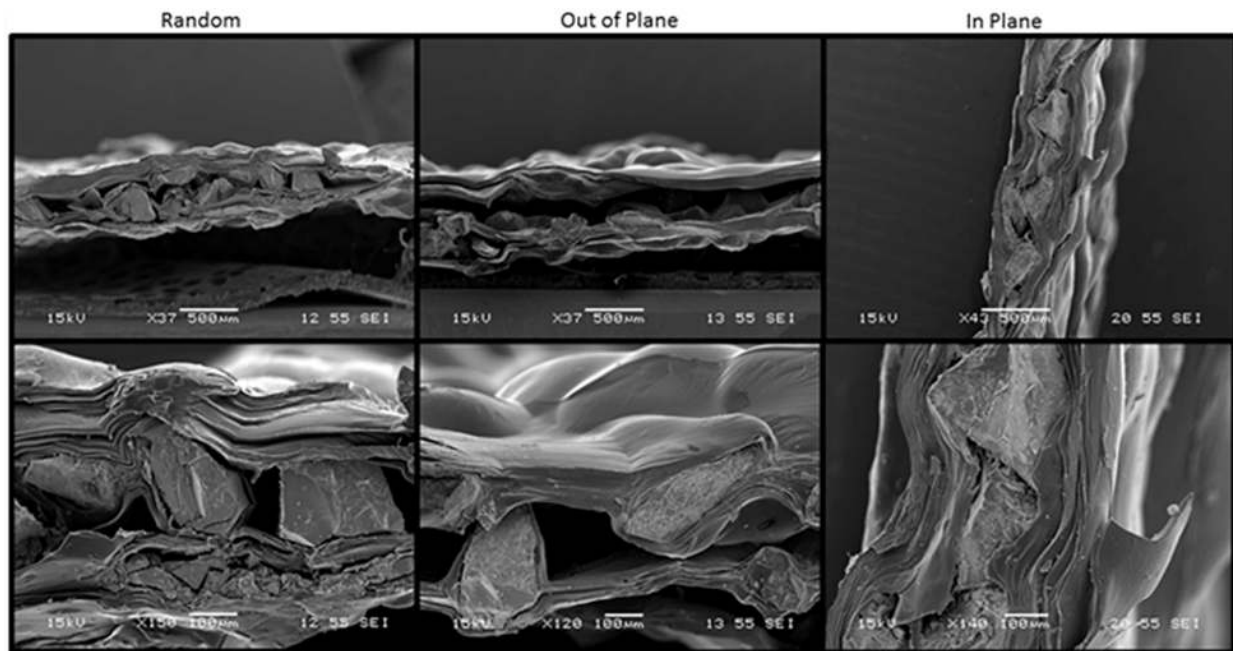 Random Out of Plane In Plane
15kV X37 500µm 12 55 SEI
15kV X37 500µm 13 55 SEI
15kV X43 500µm 20 55 SEI
15kV X150 100µm 12 55 SEI
15kV X120 100µm 13 55 SEI
15kV X140 100µm 20 55 SEI